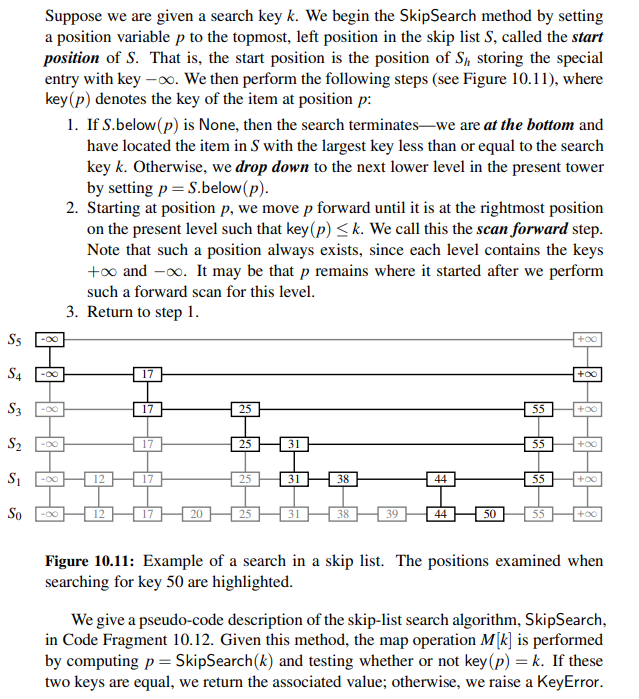 Suppose we are given a search key k. We begin the SkipSearch method by setting
a position variable p to the topmost, left position in the skip list S, called the start
position of S. That is, the start position is the position of Sh storing the special
entry with key −∞. We then perform the following steps (see Figure 10.11), where
key(p) denotes the key of the item at position p:
1. If S.below(p) is None, then the search terminates—we are at the bottom and
have located the item in S with the largest key less than or equal to the search
key k. Otherwise, we drop down to the next lower level in the present tower
by setting p = S.below(p).
2. Starting at position p, we move p forward until it is at the rightmost position
on the present level such that key(p) ≤ k. We call this the scan forward step.
Note that such a position always exists, since each level contains the keys
+∞ and −∞. It may be that p remains where it started after we perform
such a forward scan for this level.
3. Return to step 1.
S5 -∞ +∞
S4 -∞ 17 +∞
S3 -∞ 17 25 55 +∞
S2 -∞ 17 25 31 55 +∞
S1 -∞ 12 17 25 31 38 44 55 +∞
S0 -∞ 12 17 20 25 31 38 39 44 50 55 +∞
Figure 10.11: Example of a search in a skip list. The positions examined when
searching for key 50 are highlighted.
We give a pseudo-code description of the skip-list search algorithm, SkipSearch,
in Code Fragment 10.12. Given this method, the map operation M[k] is performed
by computing p = SkipSearch(k) and testing whether or not key(p) = k. If these
two keys are equal, we return the associated value; otherwise, we raise a KeyError.